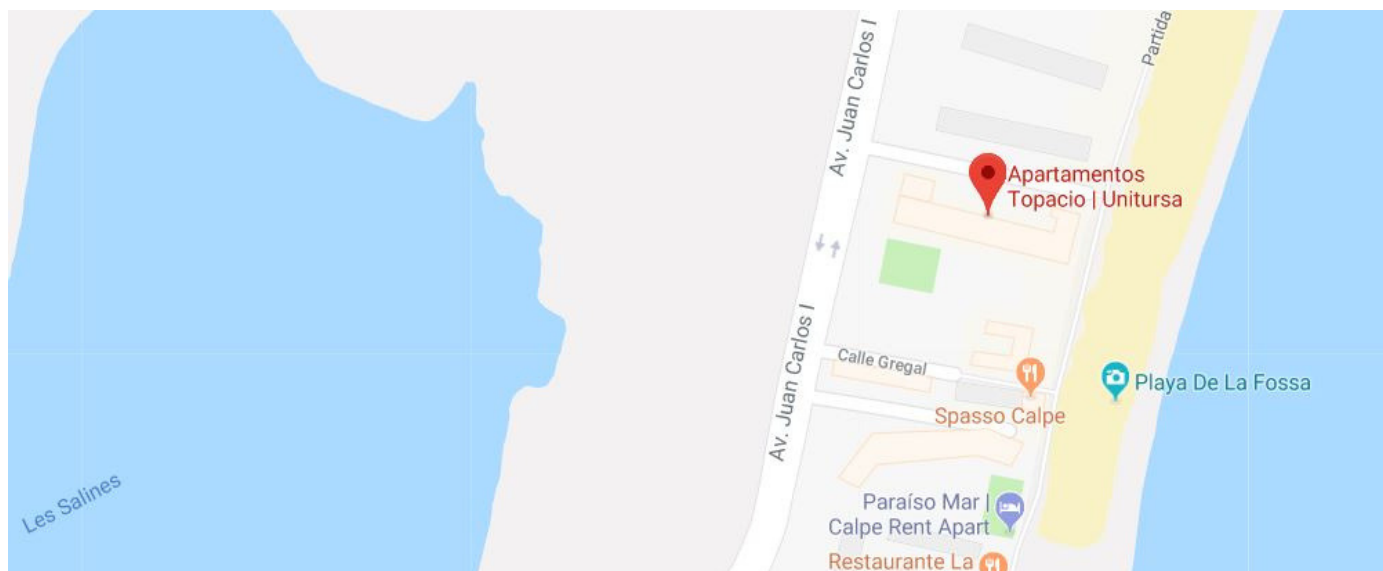 Partida
Av. Juan Carlos I
Apartamentos
Topacio | Unitursa
Av. Juan Carlos I
Calle Gregal
Playa De La Fossa
Spasso Calpe
Les Salines
Paraíso Mar |
Calpe Rent Apart
Restaurante La